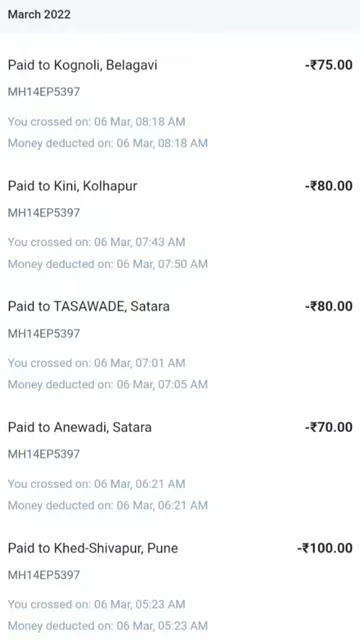 March 2022
Paid to Kognoli, Belagavi -₹75.00
MH14EP5397
You crossed on: 06 Mar, 08:18 AM
Money deducted on: 06 Mar, 08:18 AM
Paid to Kini, Kolhapur -₹80.00
MH14EP5397
You crossed on: 06 Mar, 07:43 AM
Money deducted on: 06 Mar, 07:50 AM
Paid to TASAWADE, Satara -₹80.00
MH14EP5397
You crossed on: 06 Mar, 07:01 AM
Money deducted on: 06 Mar, 07:05 AM
Paid to Anewadi, Satara -₹70.00
MH14EP5397
You crossed on: 06 Mar, 06:21 AM
Money deducted on: 06 Mar, 06:21 AM
Paid to Khed-Shivapur, Pune -₹100.00
MH14EP5397
You crossed on: 06 Mar, 05:23 AM
Money deducted on: 06 Mar, 05:23 AM